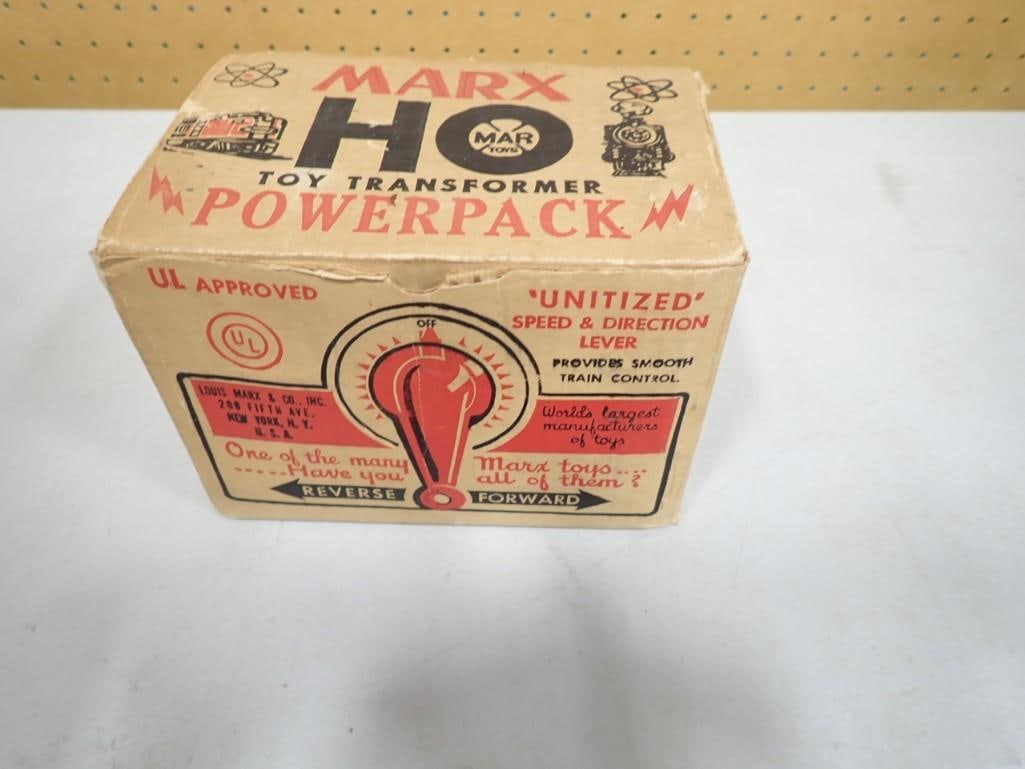 MARX
HO
MAR
TOYS
TOY TRANSFORMER
POWERPACK
UL APPROVED
UL
OFF
"UNITIZED"
SPEED & DIRECTION
LEVER
PROVIDES SMOOTH
TRAIN CONTROL.
LOUIS MARX & CO., INC.
200 FIFTH AVE.
NEW YORK, N. Y.
U. S. A.
World's largest
manufacturers
of toys
One of the many Marx toys....
.....Have you all of them?
REVERSE FORWARD